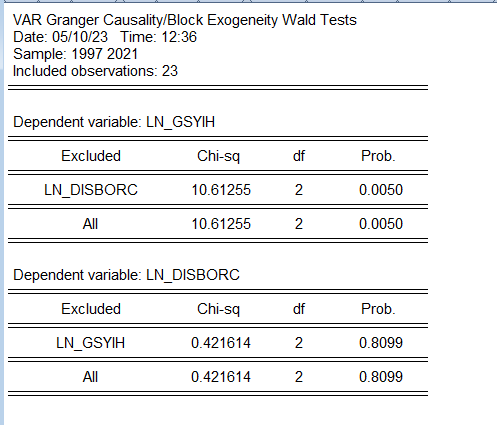 VAR Granger Causality/Block Exogeneity Wald Tests
Date: 05/10/23 Time: 12:36
Sample: 1997 2021
Included observations: 23
Dependent variable: LN_GSYIH
Excluded Chi-sq df Prob.
LN_DISBORC 10.61255 2 0.0050
All 10.61255 2 0.0050
Dependent variable: LN_DISBORC
Excluded Chi-sq df Prob.
LN_GSYIH 0.421614 2 0.8099
All 0.421614 2 0.8099